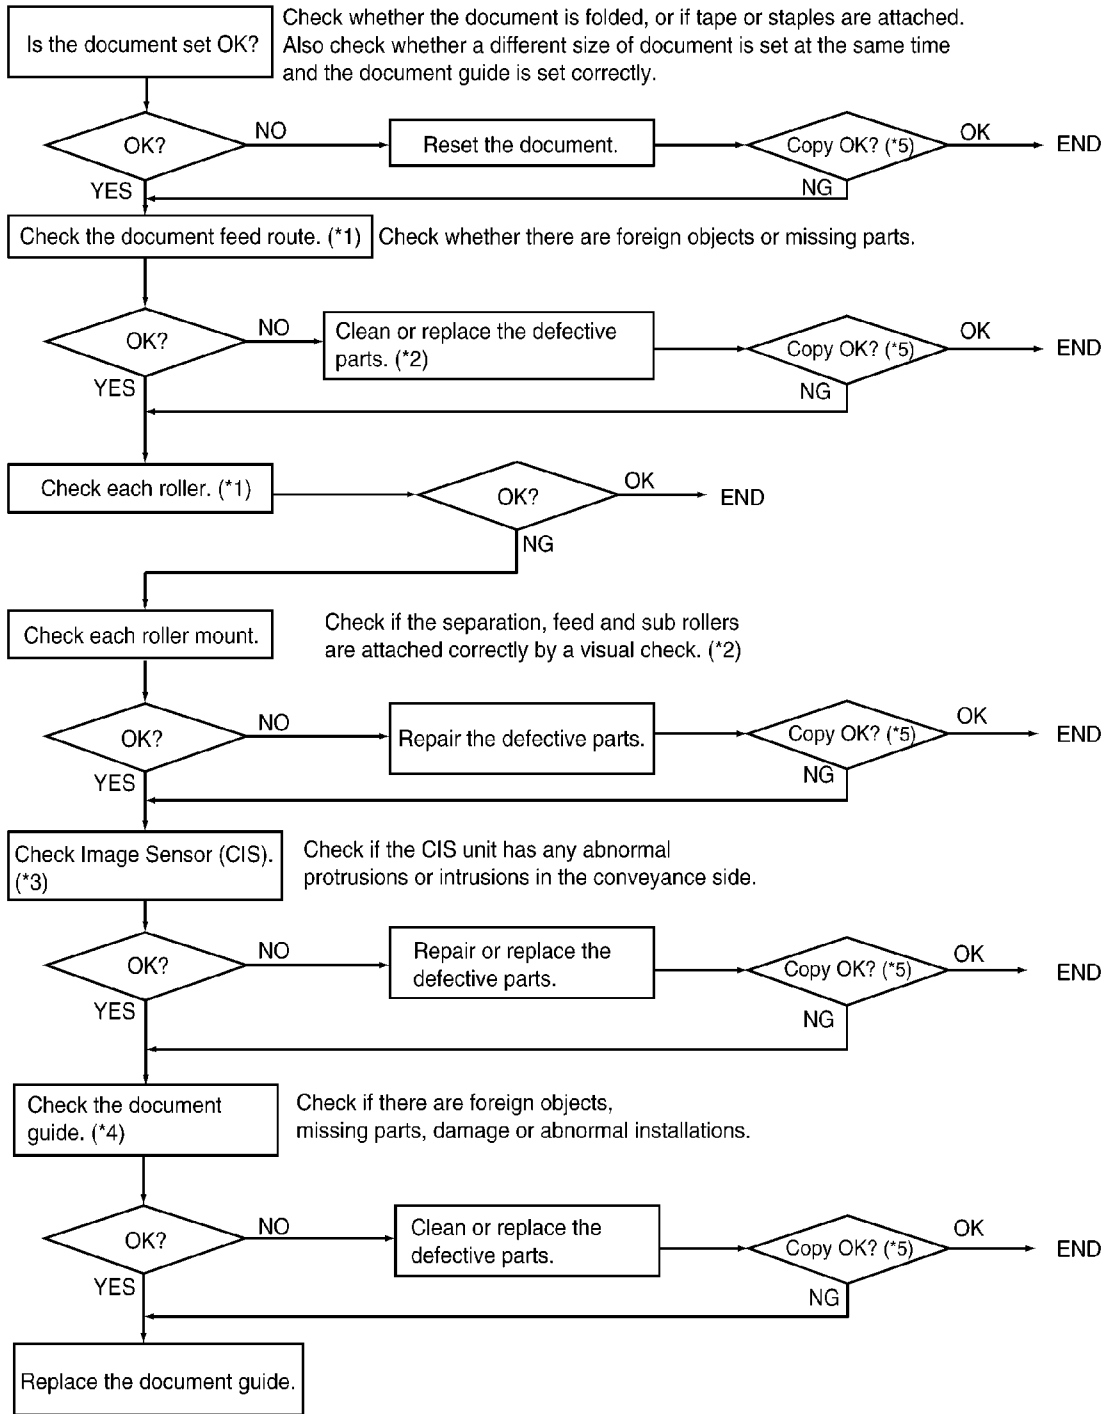 Is the document set OK?
Check whether the document is folded, or if tape or staples are attached.
Also check whether a different size of document is set at the same time
and the document guide is set correctly.
OK?
NO
Reset the document.
Copy OK? (*5)
OK
END
YES
NG
Check the document feed route. (*1)
Check whether there are foreign objects or missing parts.
OK?
NO
Clean or replace the defective
parts. (*2)
Copy OK? (*5)
OK
END
YES
NG
Check each roller. (*1)
OK?
OK
END
NG
Check each roller mount.
Check if the separation, feed and sub rollers
are attached correctly by a visual check. (*2)
OK?
NO
Repair the defective parts.
Copy OK? (*5)
OK
END
YES
NG
Check Image Sensor (CIS).
(*3)
Check if the CIS unit has any abnormal
protrusions or intrusions in the conveyance side.
OK?
NO
Repair or replace the
defective parts.
Copy OK? (*5)
OK
END
YES
NG
Check the document
guide. (*4)
Check if there are foreign objects,
missing parts, damage or abnormal installations.
OK?
NO
Clean or replace the
defective parts.
Copy OK? (*5)
OK
END
YES
NG
Replace the document guide.